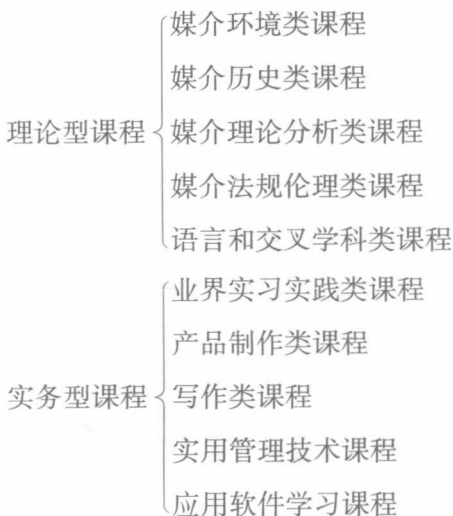 媒介环境类课程
媒介历史类课程
理论型课程 媒介理论分析类课程
媒介法规伦理类课程
语言和交叉学科类课程
业界实习实践类课程
产品制作类课程
实务型课程 写作类课程
实用管理技术课程
应用软件学习课程